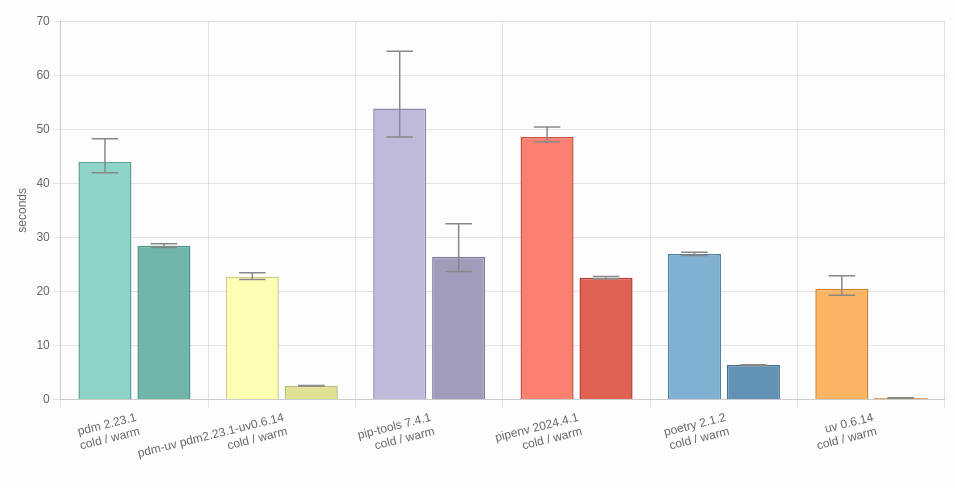 70
60
50
40
30
20
10
0
seconds
pdm 2.23.1
cold / warm
pdm-uv pdm2.23.1-uv0.6.14
cold / warm
pip-tools 7.4.1
cold / warm
pipenv 2024.4.1
cold / warm
poetry 2.1.2
cold / warm
uv 0.6.14
cold / warm